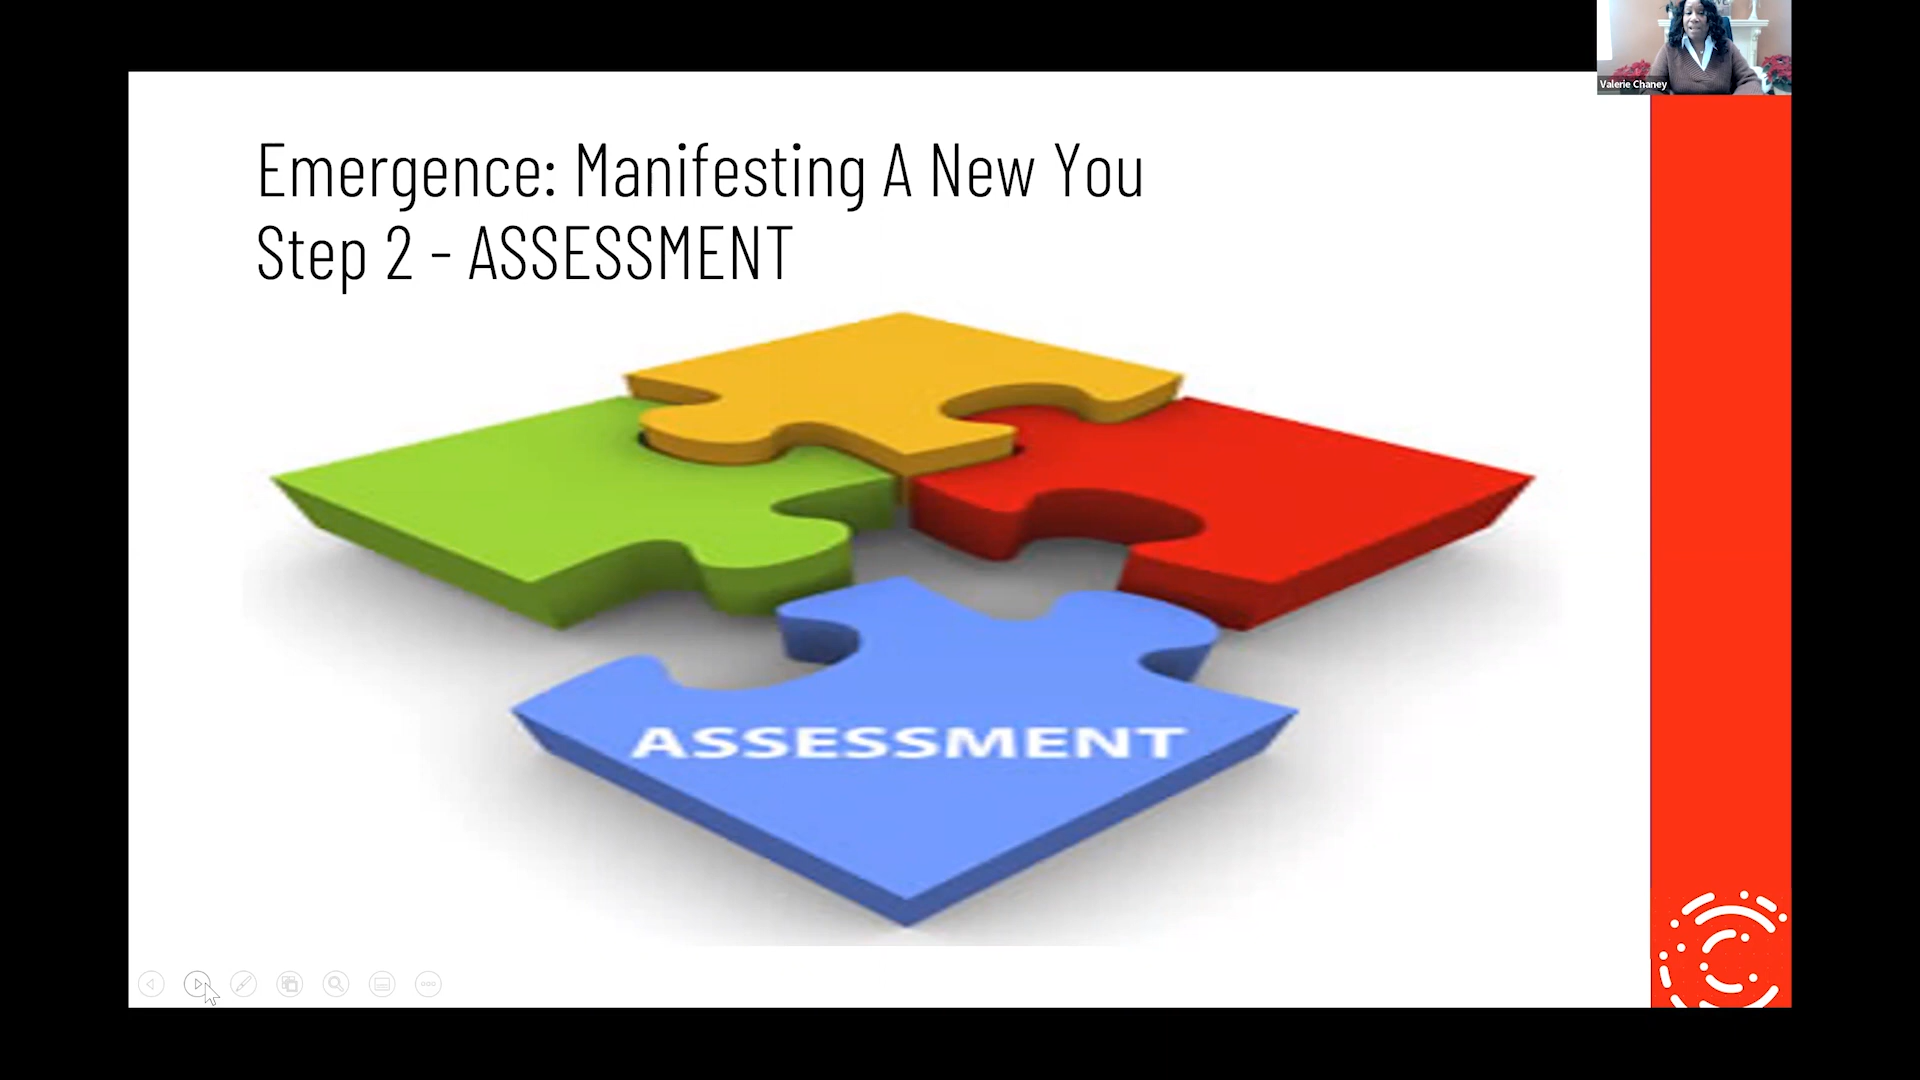 Valerie Chaney
Emergence: Manifesting A New You
Step 2 - ASSESSMENT
ASSESSMENT